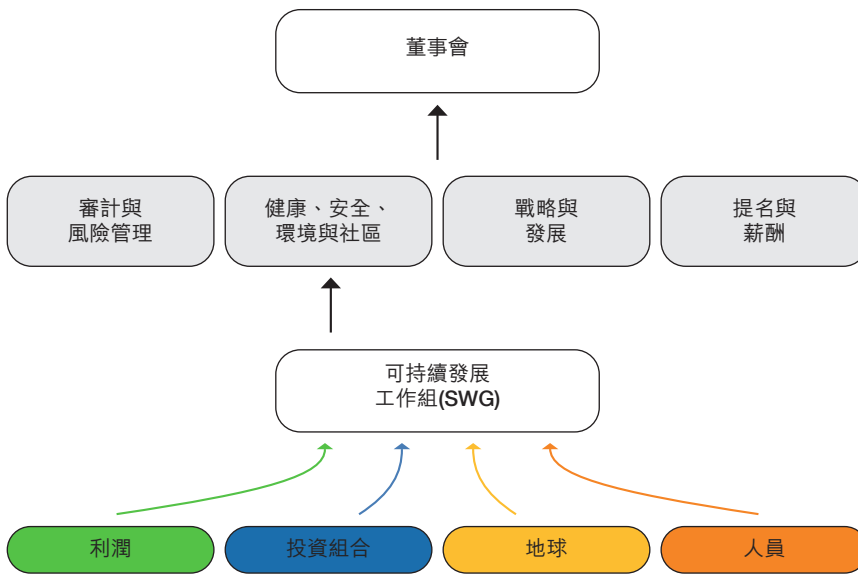 董事會
審計與
風險管理
健康、安全、
環境與社區
戰略與
發展
提名與
薪酬
可持續發展
工作組(SWG)
利潤
投資組合
地球
人員